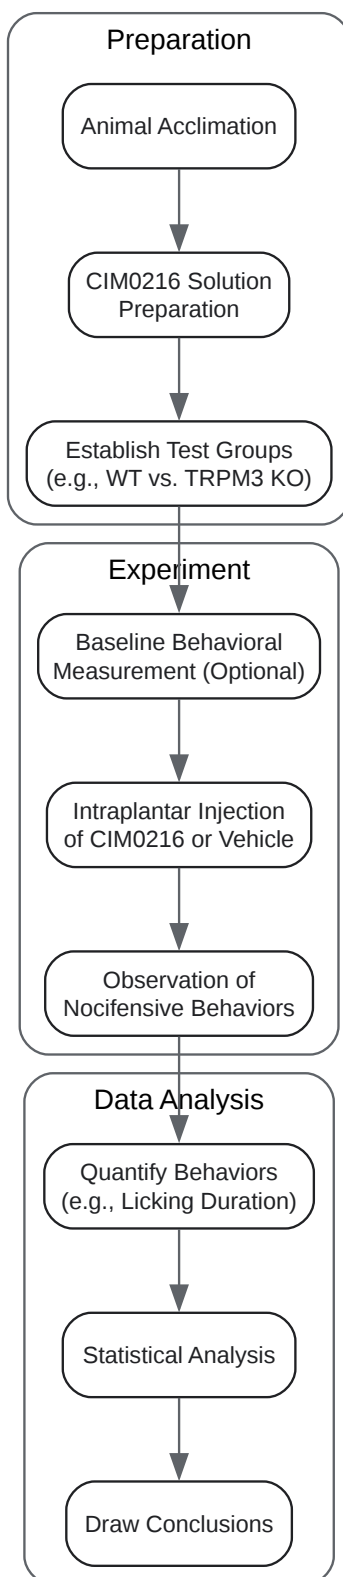 Preparation
Animal Acclimation
CIM0216 Solution
Preparation
Establish Test Groups
(e.g., WT vs. TRPM3 KO)
Experiment
Baseline Behavioral
Measurement (Optional)
Intraplantar Injection
of CIM0216 or Vehicle
Observation of
Nocifensive Behaviors
Data Analysis
Quantify Behaviors
(e.g., Licking Duration)
Statistical Analysis
Draw Conclusions